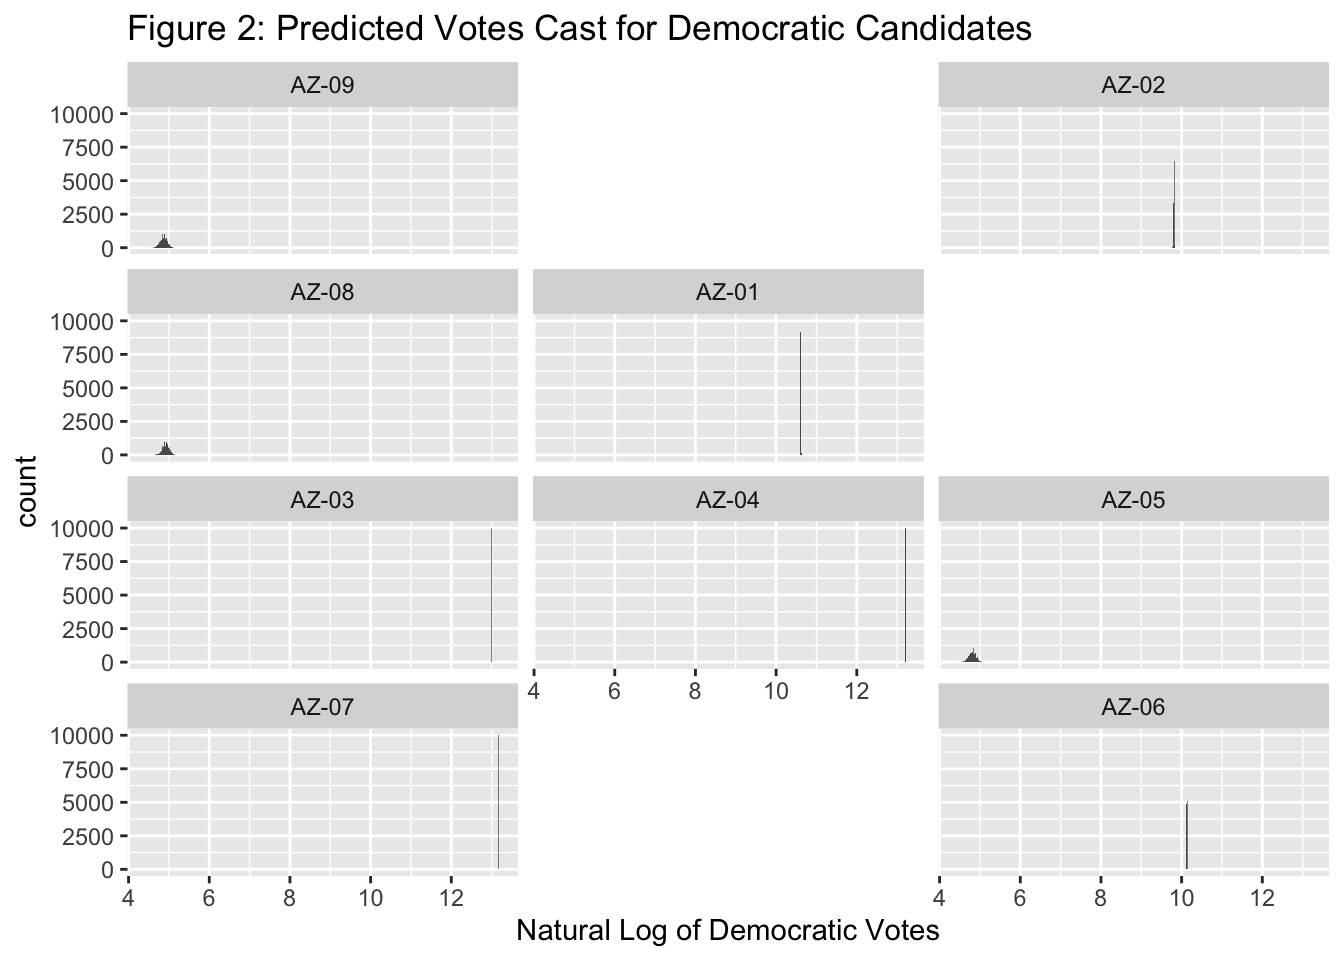 Figure 2: Predicted Votes Cast for Democratic Candidates
AZ-09
AZ-02
10000
7500
5000
2500
0
AZ-08
AZ-01
10000
7500
5000
2500
0
count
AZ-03
AZ-04
AZ-05
10000
7500
5000
2500
0
4 6 8 10 12
AZ-07
AZ-06
10000
7500
5000
2500
0
4 6 8 10 12
4 6 8 10 12
Natural Log of Democratic Votes